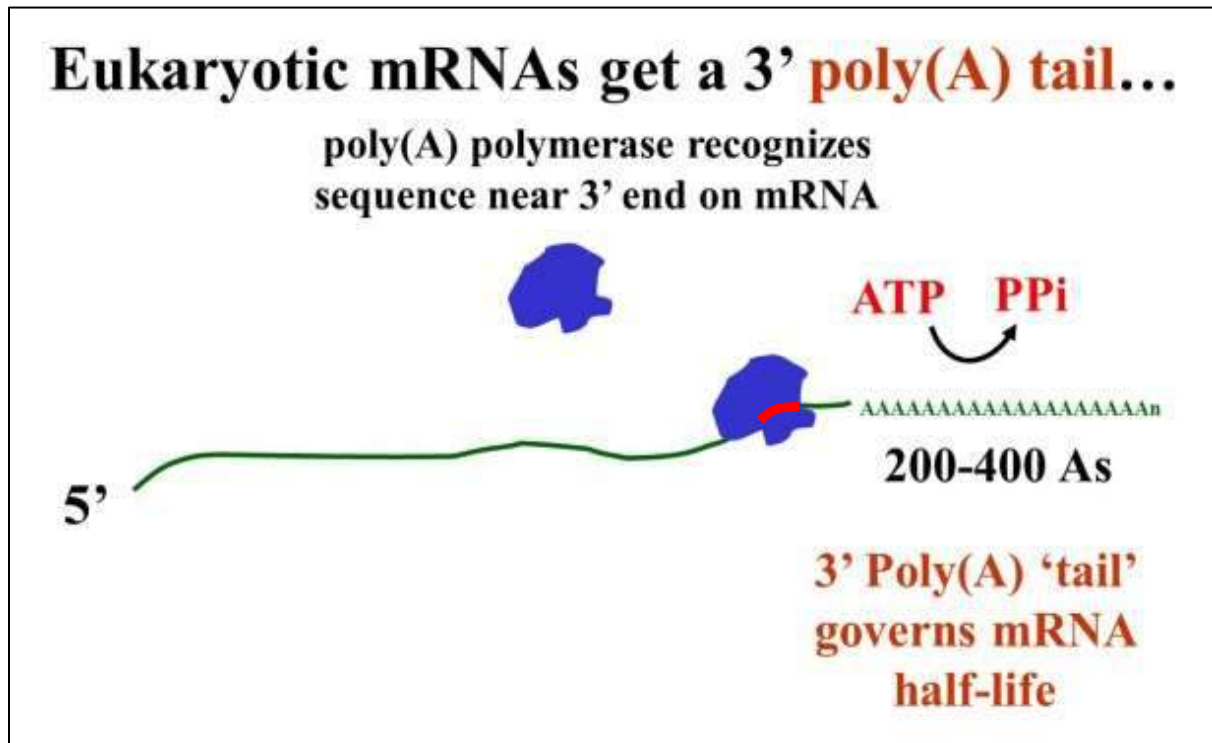 Eukaryotic mRNAs get a 3’ poly(A) tail…
poly(A) polymerase recognizes
sequence near 3’ end on mRNA
ATP PPi
AAAAAAAAAAAAAAAAAAAn
200-400 As
5’
3’ Poly(A) ‘tail’
governs mRNA
half-life